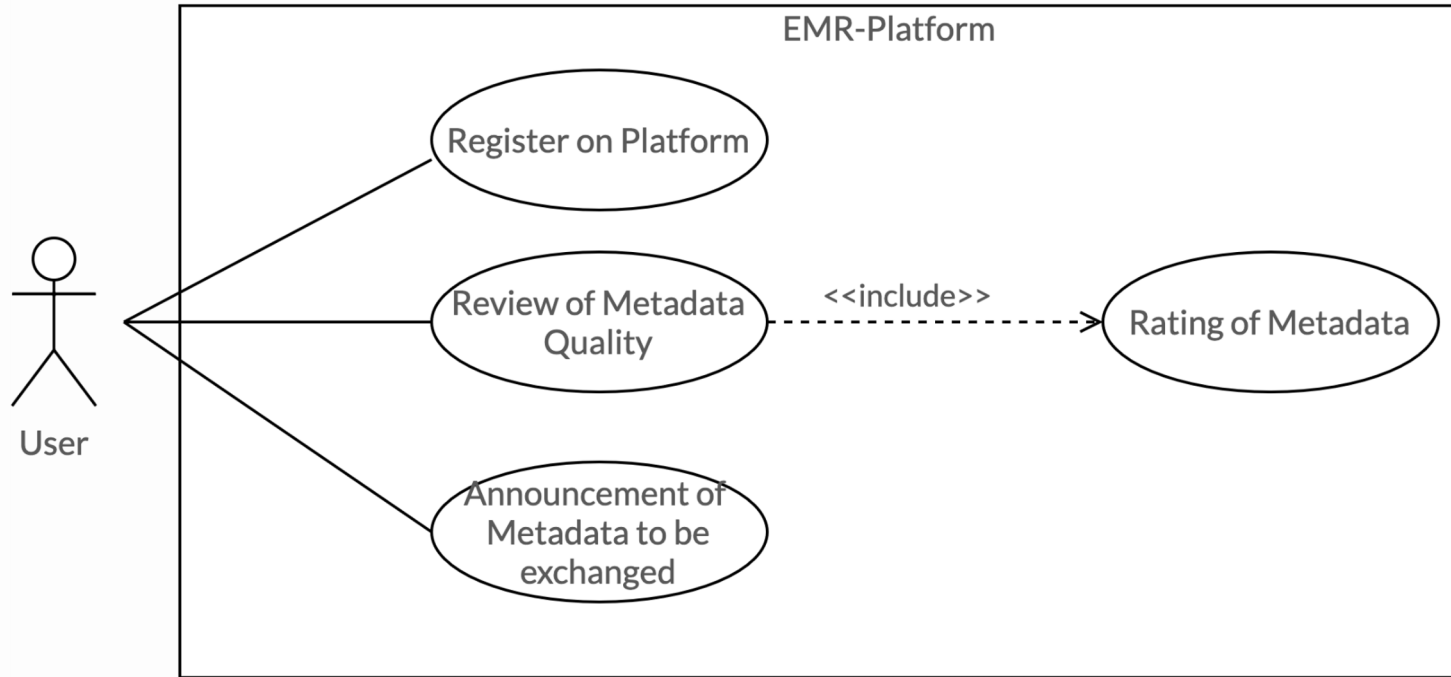 EMR-Platform
Register on Platform
Review of Metadata
Quality
<<include>>
Rating of Metadata
User
Announcement of
Metadata to be
exchanged